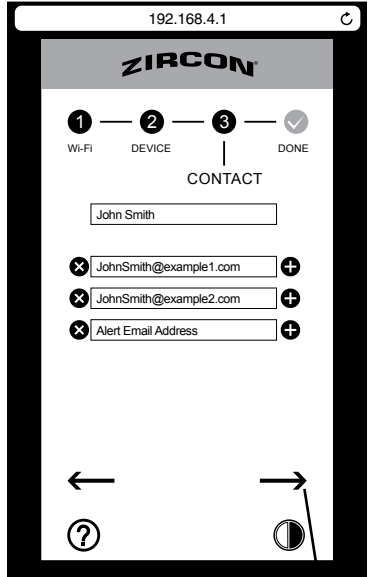 192.168.4.1
ZIRCON
1 2 3
Wi-Fi DEVICE DONE
CONTACT
John Smith
JohnSmith@example1.com
JohnSmith@example2.com
Alert Email Address
?